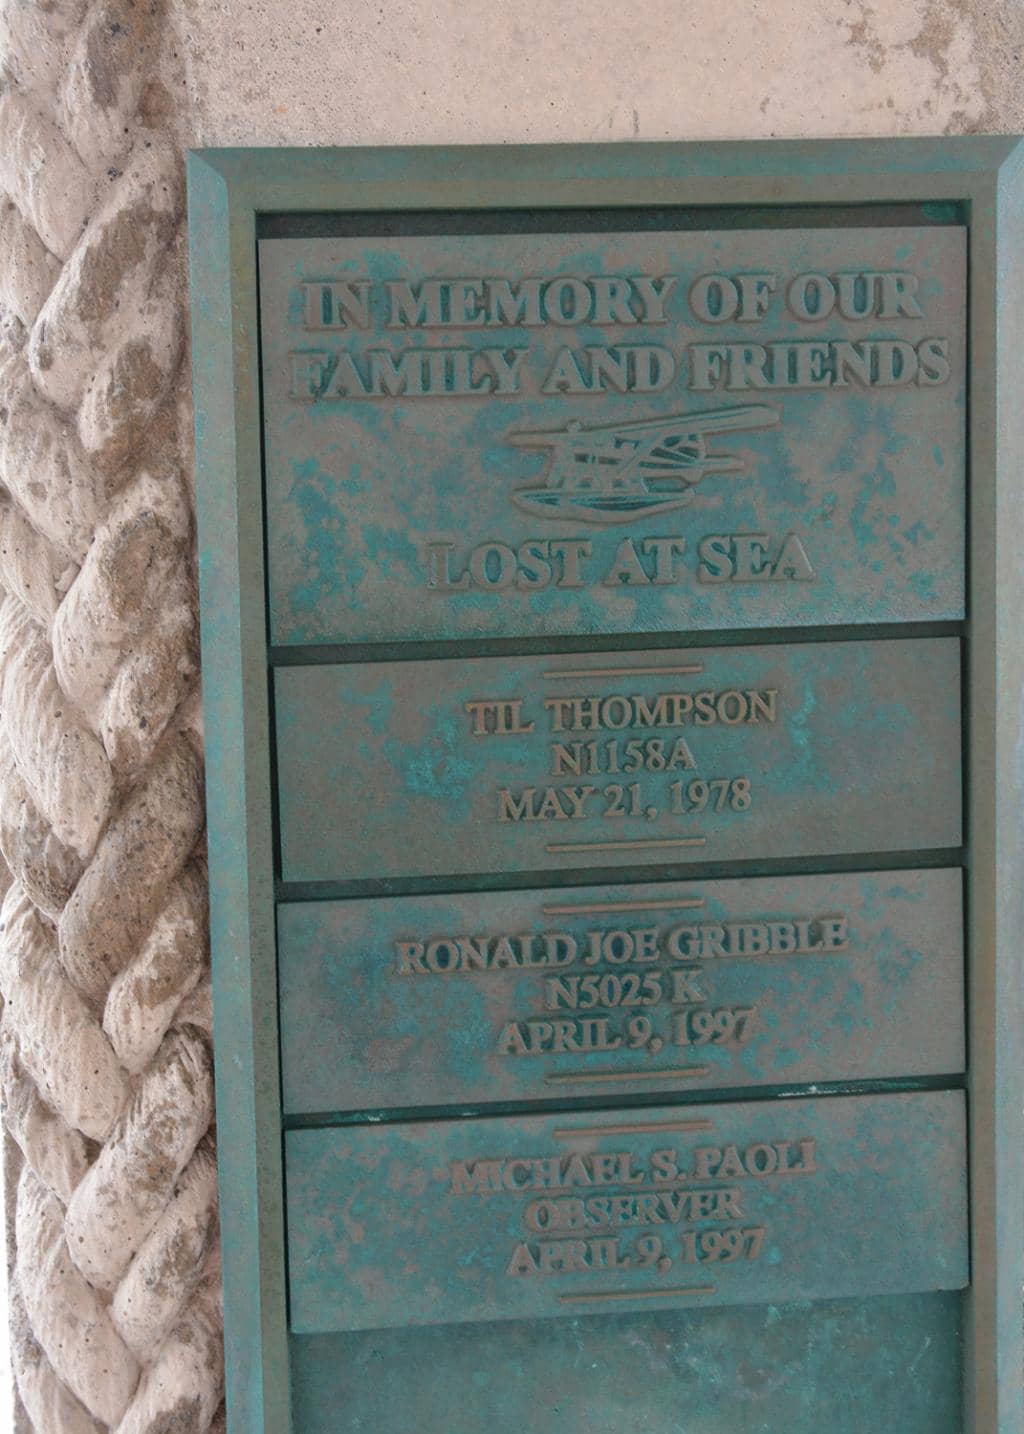 IN MEMORY OF OUR
FAMILY AND FRIENDS
LOST AT SEA
TIL THOMPSON
N1158A
MAY 21, 1978
RONALD JOE GRIBBLE
N5025 K
APRIL 9, 1997
MICHAEL S. PAOLI
OBSERVER
APRIL 9, 1997